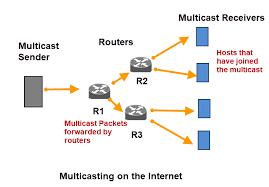 Multicast Receivers
Multicast
Sender
Routers
R2
Hosts that
have joined
the multicast
R1
Multicast Packets
forwarded by
routers
R3
Multicasting on the Internet